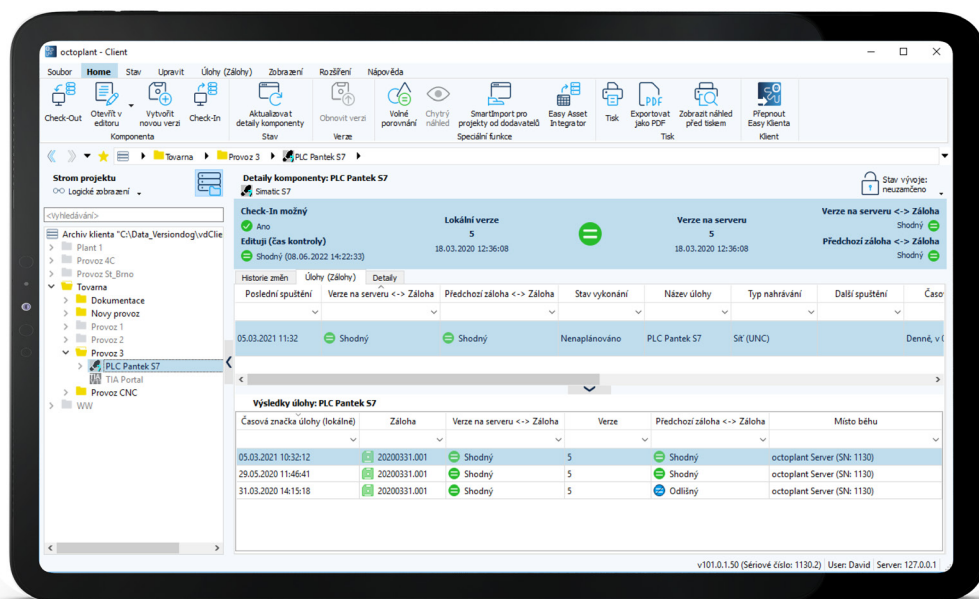 octoplant - Client
Soubor Home Stav Upravit Úlohy (Zálohy) Zobrazení Rozšíření Nápověda
Check-Out Otevřít v editoru Vytvořit novou verzi Check-In Aktualizovat detaily komponenty Obnovit verzi Volné porovnání Chytrý náhled SmartImport pro projekty od dodavatelů Easy Asset Integrator Tisk Exportovat jako PDF Zobrazit náhled před tiskem Přepnout Easy Klienta
Komponenta Stav Verze Speciální funkce Tisk Klient
Tovarna Provoz 3 PLC Pantek S7
Strom projektu
Logické zobrazení
<Vyhledávání>
Archiv klienta "C:\Data_Versiondog\vdClie
Plant 1
Provoz 4C
Provoz St_Brno
Tovarna
Dokumentace
Novy provoz
Provoz 1
Provoz 2
Provoz 3
PLC Pantek S7
TIA Portal
Provoz CNC
WW
Detaily komponenty: PLC Pantek S7
Simatic S7
Stav vývoje:
neuzamčeno
Check-In možný
Ano
Edituji (čas kontroly)
Shodný (08.06.2022 14:22:33)
Lokální verze
5
18.03.2020 12:36:08
Verze na serveru
5
18.03.2020 12:36:08
Verze na serveru <-> Záloha
Shodný
Předchozí záloha <-> Záloha
Shodný
Historie změn Úlohy (Zálohy) Detaily
Poslední spuštění Verze na serveru <-> Záloha Předchozí záloha <-> Záloha Stav vykonání Název úlohy Typ nahrávání Další spuštění Časo
05.03.2021 11:32 Shodný Shodný Nenaplánováno PLC Pantek S7 Síť (UNC) Denně, v
Výsledky úlohy: PLC Pantek S7
Časová značka úlohy (lokálně) Záloha Verze na serveru <-> Záloha Verze Předchozí záloha <-> Záloha Místo běhu
05.03.2021 10:32:12 20200331.001 Shodný 5 Shodný octoplant Server (SN: 1130)
29.05.2020 11:46:41 20200331.001 Shodný 5 Shodný octoplant Server (SN: 1130)
31.03.2020 14:15:18 20200331.001 Shodný 5 Odlišný octoplant Server (SN: 1130)
v101.0.1.50 (Sériové číslo: 1130.2) User: David Server: 127.0.0.1